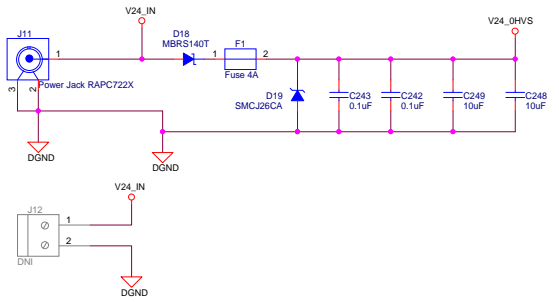 V24_IN
V24_0HVS
J11
D18
MBRS140T
F1
1
1
2
Fuse 4A
Power Jack RAPC722X
3
2
D19
SMCJ26CA
C243
0.1uF
C242
0.1uF
C249
10uF
C248
10uF
DGND
DGND
V24_IN
J12
1
2
DNI
DGND